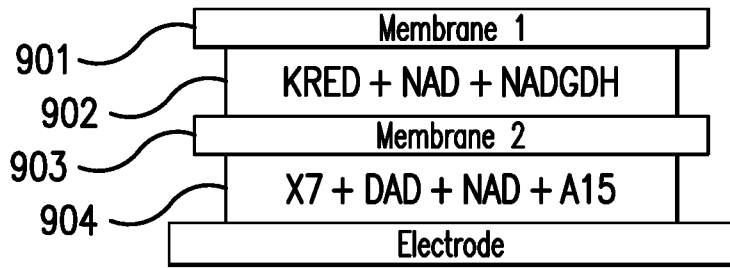 Membrane 1
901
902
KRED + NAD + NADGDH
Membrane 2
903
904
X7 + DAD + NAD + A15
Electrode